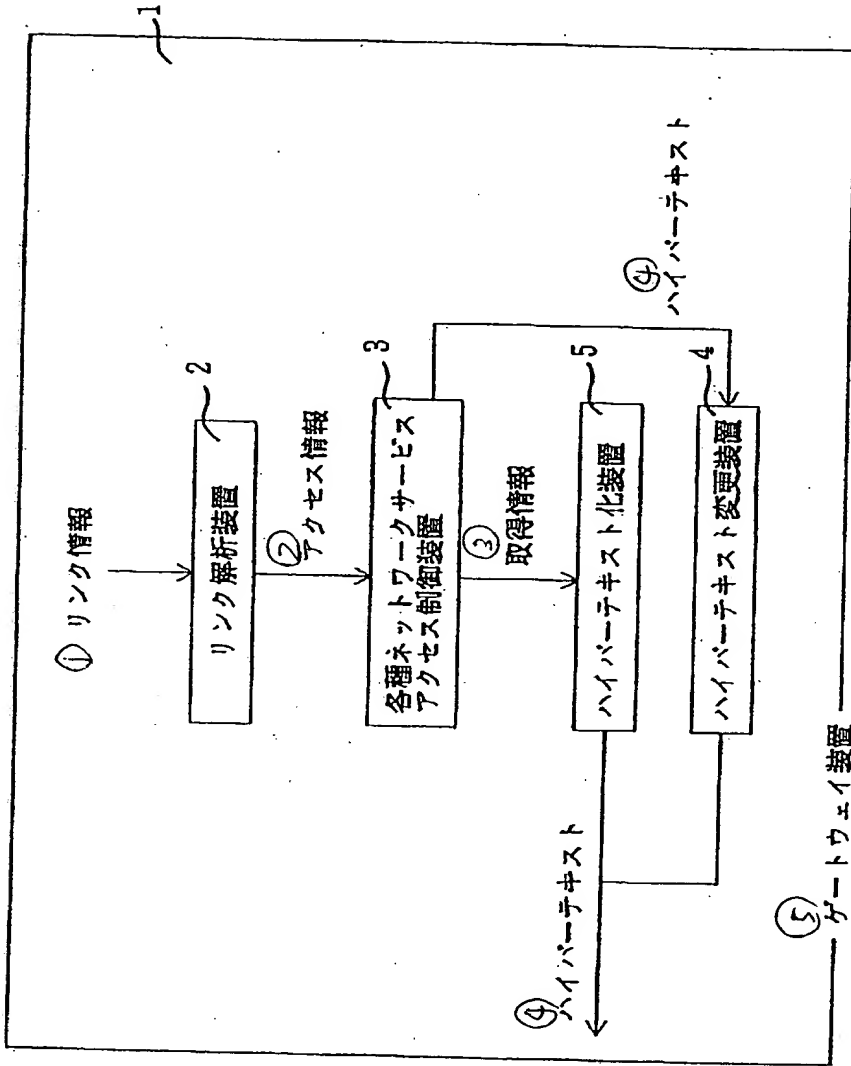 1
① リンク情報
2
リンク解析装置
② アクセス情報
3
各種ネットワークサービス
アクセス制御装置
③ 取得情報
④ ハイパーテキスト
5
ハイパーテキスト化装置
4
ハイパーテキスト変更装置
④ ハイパーテキスト
⑤ ゲートウェイ装置